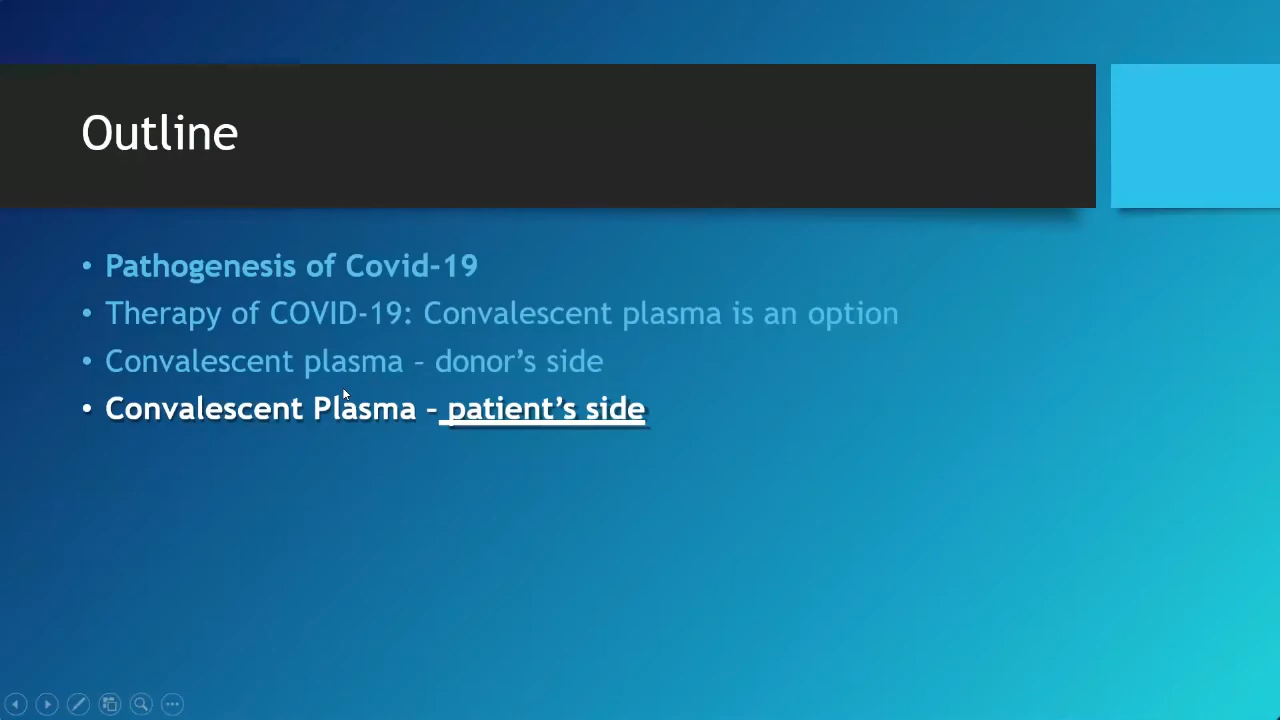 Outline
• Pathogenesis of Covid-19
• Therapy of COVID-19: Convalescent plasma is an option
• Convalescent plasma – donor’s side
• Convalescent Plasma – patient’s side